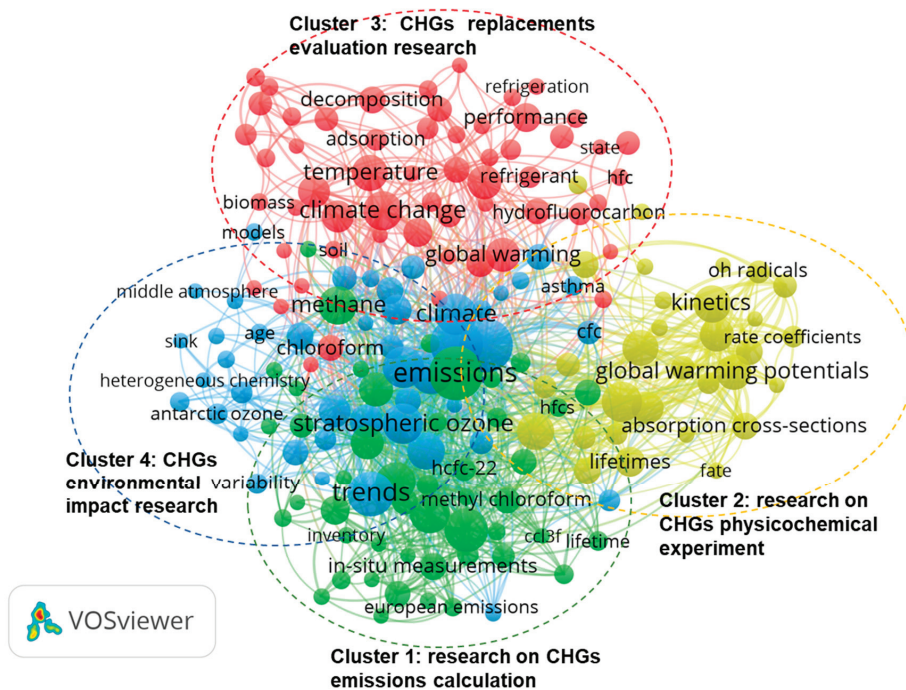 Cluster 3: CHGs replacements
evaluation research
refrigeration
decomposition
performance
adsorption
state
temperature
refrigerant
hfc
biomass
climate change
hydrofluorocarbon
models
soil
global warming
oh radicals
middle atmosphere
asthma
methane
kinetics
climate
age
cfc
rate coefficients
sink
chloroform
emissions
global warming potentials
heterogeneous chemistry
hfcs
antarctic ozone
stratospheric ozone
absorption cross-sections
Cluster 4: CHGs
environmental variability
impact research
hcfc-22
lifetimes
fate
trends
methyl chloroform
Cluster 2: research on
CHGs physicochemical
experiment
inventory
ccl3f
lifetime
in-situ measurements
european emissions
VOSviewer
Cluster 1: research on CHGs
emissions calculation